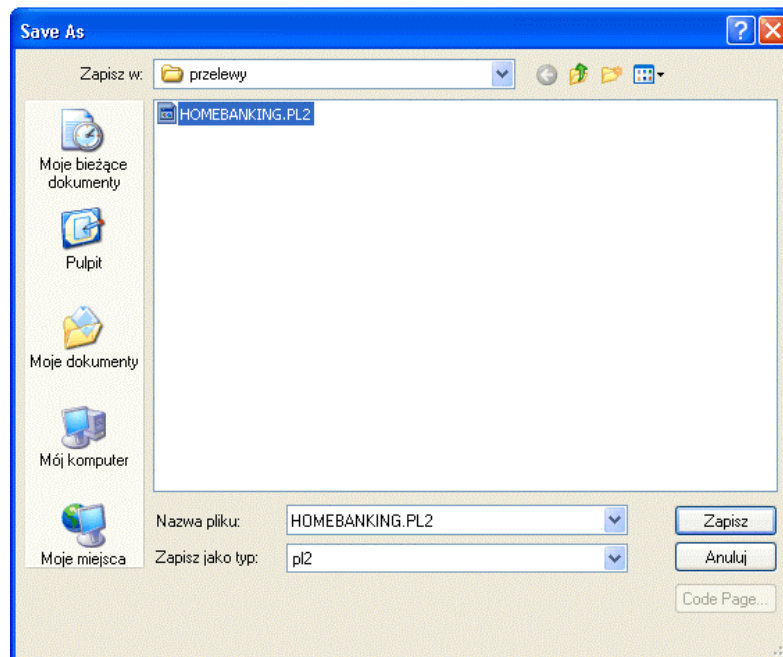 Save As
Zapisz w:
przelewy
HOMEBANKING.PL2
Moje bieżące
dokumenty
Pulpit
Moje dokumenty
Mój komputer
Moje miejsca
Nazwa pliku:
HOMEBANKING.PL2
Zapisz
Zapisz jako typ:
pl2
Anuluj
Code Page...